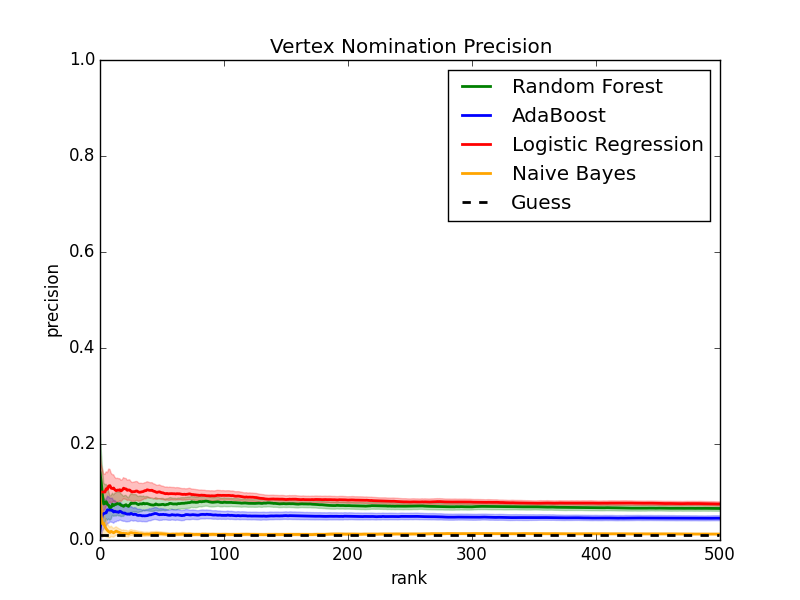 Vertex Nomination Precision
1.0
0.8
0.6
0.4
0.2
0.0
precision
Random Forest
AdaBoost
Logistic Regression
Naive Bayes
Guess
0 100 200 300 400 500
rank